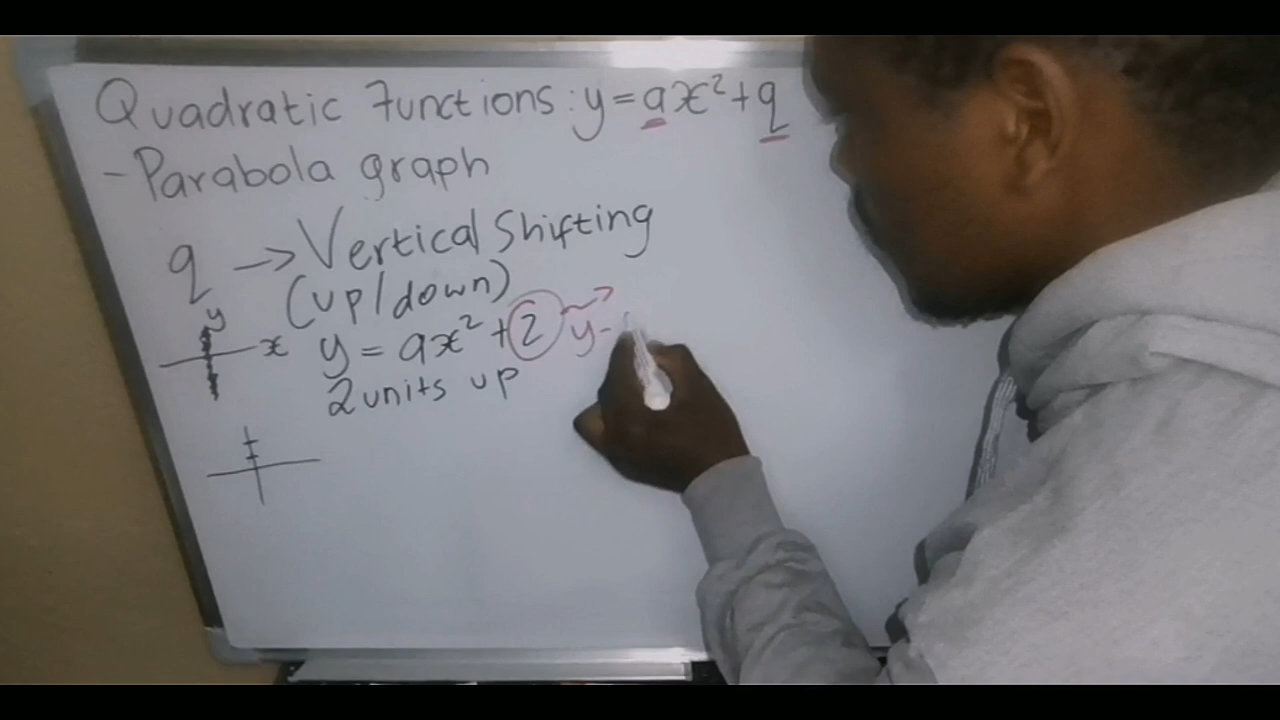 Quadratic Functions: y = ax² + q
- Parabola graph
q → Vertical Shifting
(up/down)
y
x
y = ax² + 2 → y-
2 units up